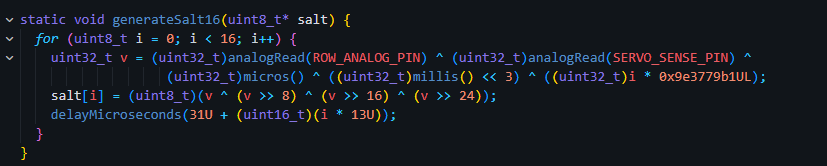 static void generateSalt16(uint8_t* salt) {
for (uint8_t i = 0; i < 16; i++) {
uint32_t v = (uint32_t)analogRead(ROW_ANALOG_PIN) ^ (uint32_t)analogRead(SERVO_SENSE_PIN) ^
(uint32_t)micros() ^ ((uint32_t)millis() << 3) ^ ((uint32_t)i * 0x9e3779b1UL);
salt[i] = (uint8_t)(v ^ (v >> 8) ^ (v >> 16) ^ (v >> 24));
delayMicroseconds(31U + (uint16_t)(i * 13U));
}
}